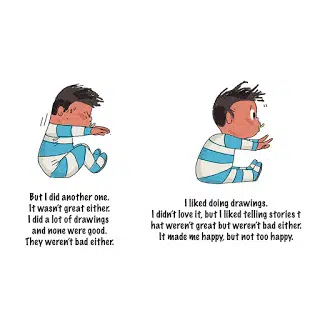 But I did another one.
It wasn't great either.
I did a lot of drawings
and none were good.
They weren't bad either.
I liked doing drawings.
I didn't love it, but I liked telling stories t
hat weren't great but weren't bad either.
It made me happy, but not too happy.